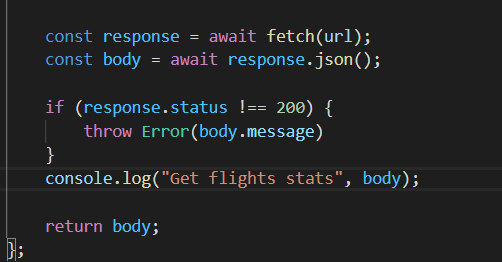 const response = await fetch(url);
const body = await response.json();
if (response.status !== 200) {
throw Error(body.message)
}
console.log("Get flights stats", body);
return body;
};